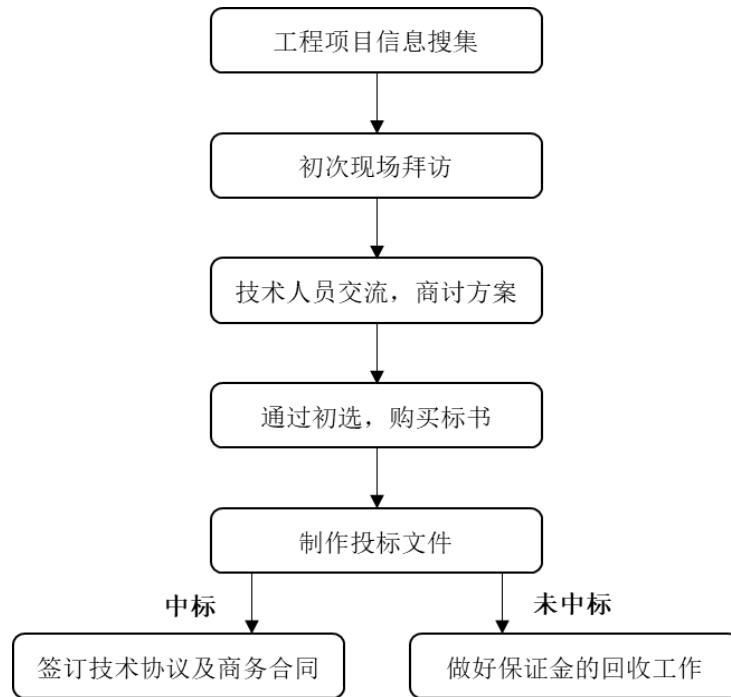 工程项目信息搜集
初次现场拜访
技术人员交流，商讨方案
通过初选，购买标书
制作投标文件
中标
未中标
签订技术协议及商务合同
做好保证金的回收工作